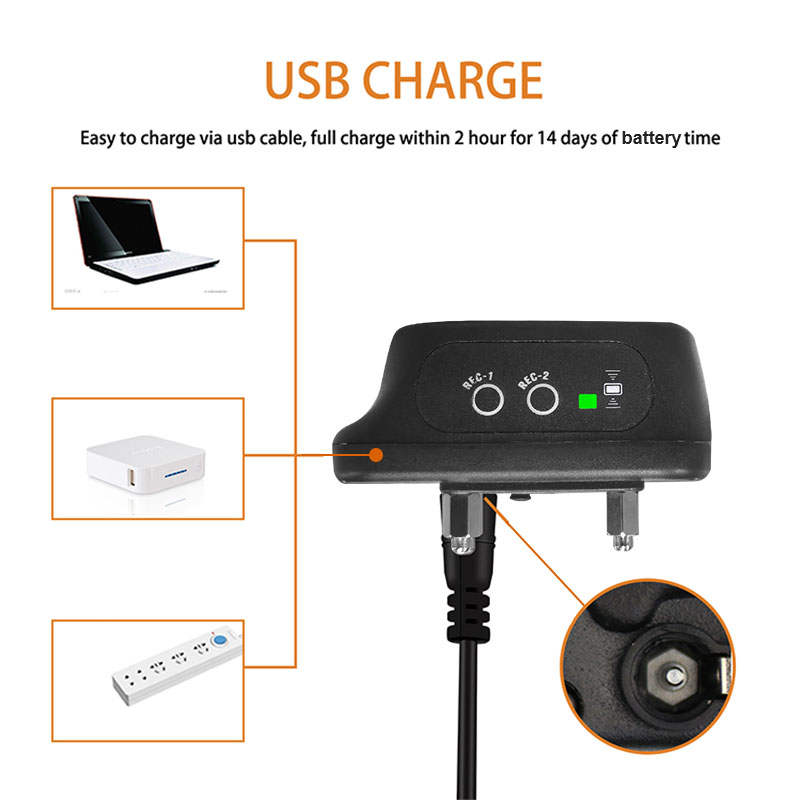 USB CHARGE
Easy to charge via usb cable, full charge within 2 hour for 14 days of battery time
REC-1 REC-2